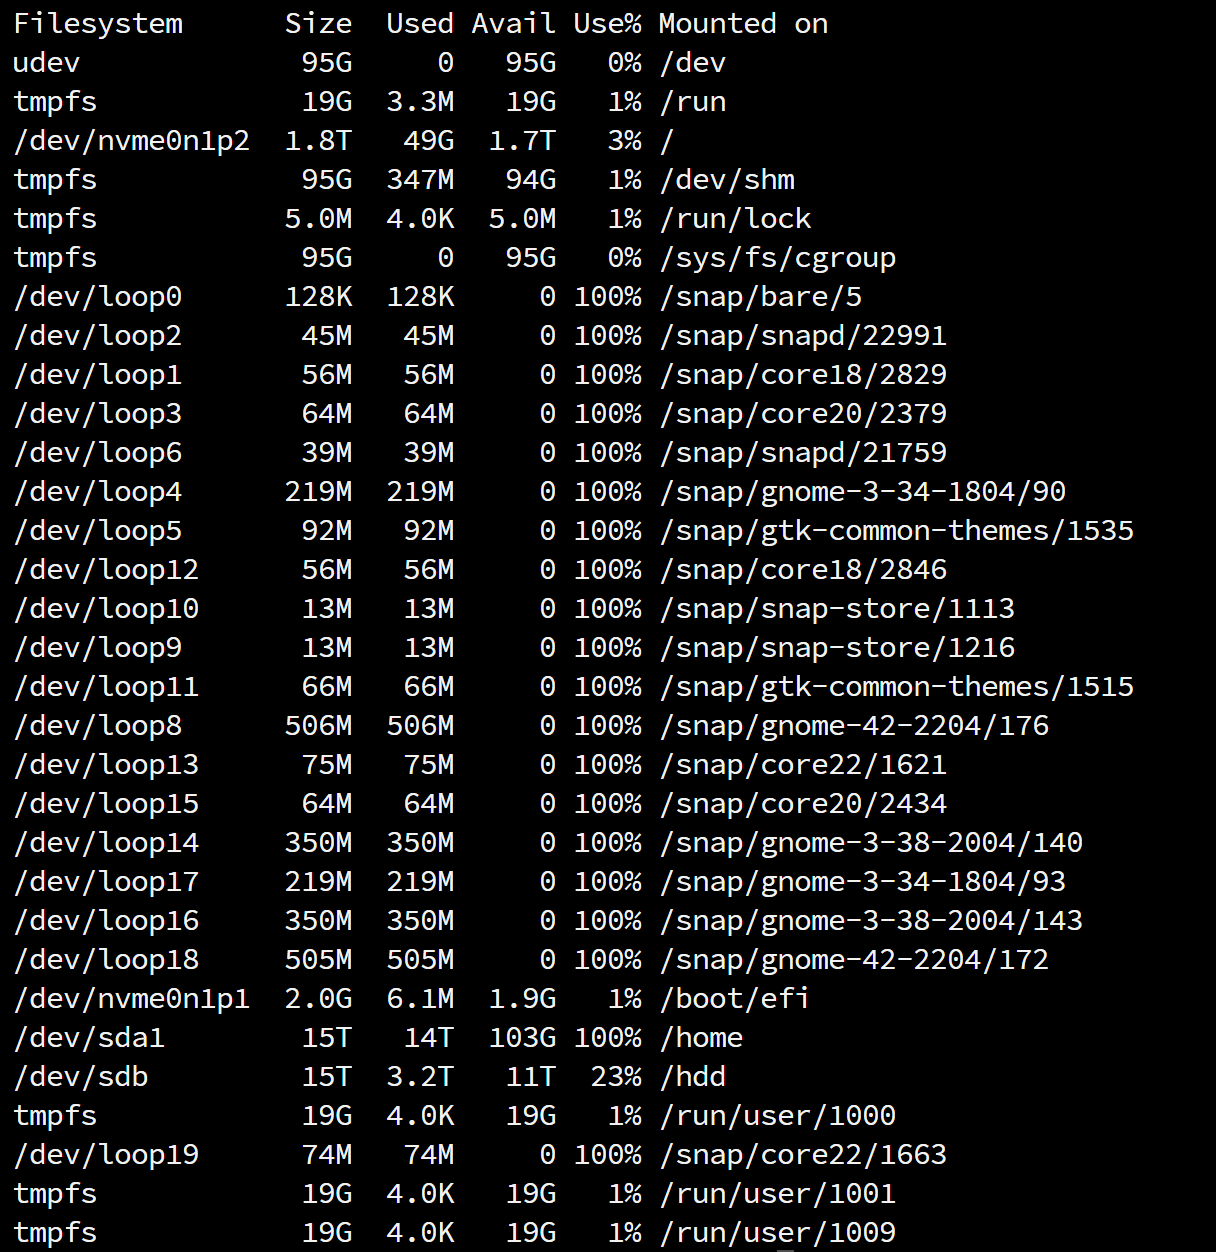 Filesystem      Size  Used Avail Use% Mounted on
udev             95G     0   95G   0% /dev
tmpfs            19G  3.3M   19G   1% /run
/dev/nvme0n1p2  1.8T   49G  1.7T   3% /
tmpfs            95G  347M   94G   1% /dev/shm
tmpfs           5.0M  4.0K  5.0M   1% /run/lock
tmpfs            95G     0   95G   0% /sys/fs/cgroup
/dev/loop0      128K  128K     0 100% /snap/bare/5
/dev/loop2       45M   45M     0 100% /snap/snapd/22991
/dev/loop1       56M   56M     0 100% /snap/core18/2829
/dev/loop3       64M   64M     0 100% /snap/core20/2379
/dev/loop6       39M   39M     0 100% /snap/snapd/21759
/dev/loop4      219M  219M     0 100% /snap/gnome-3-34-1804/90
/dev/loop5       92M   92M     0 100% /snap/gtk-common-themes/1535
/dev/loop12      56M   56M     0 100% /snap/core18/2846
/dev/loop10      13M   13M     0 100% /snap/snap-store/1113
/dev/loop9       13M   13M     0 100% /snap/snap-store/1216
/dev/loop11      66M   66M     0 100% /snap/gtk-common-themes/1515
/dev/loop8      506M  506M     0 100% /snap/gnome-42-2204/176
/dev/loop13      75M   75M     0 100% /snap/core22/1621
/dev/loop15      64M   64M     0 100% /snap/core20/2434
/dev/loop14     350M  350M     0 100% /snap/gnome-3-38-2004/140
/dev/loop17     219M  219M     0 100% /snap/gnome-3-34-1804/93
/dev/loop16     350M  350M     0 100% /snap/gnome-3-38-2004/143
/dev/loop18     505M  505M     0 100% /snap/gnome-42-2204/172
/dev/nvme0n1p1  2.0G  6.1M  1.9G   1% /boot/efi
/dev/sda1        15T   14T  103G 100% /home
/dev/sdb         15T  3.2T   11T  23% /hdd
tmpfs            19G  4.0K   19G   1% /run/user/1000
/dev/loop19      74M   74M     0 100% /snap/core22/1663
tmpfs            19G  4.0K   19G   1% /run/user/1001
tmpfs            19G  4.0K   19G   1% /run/user/1009